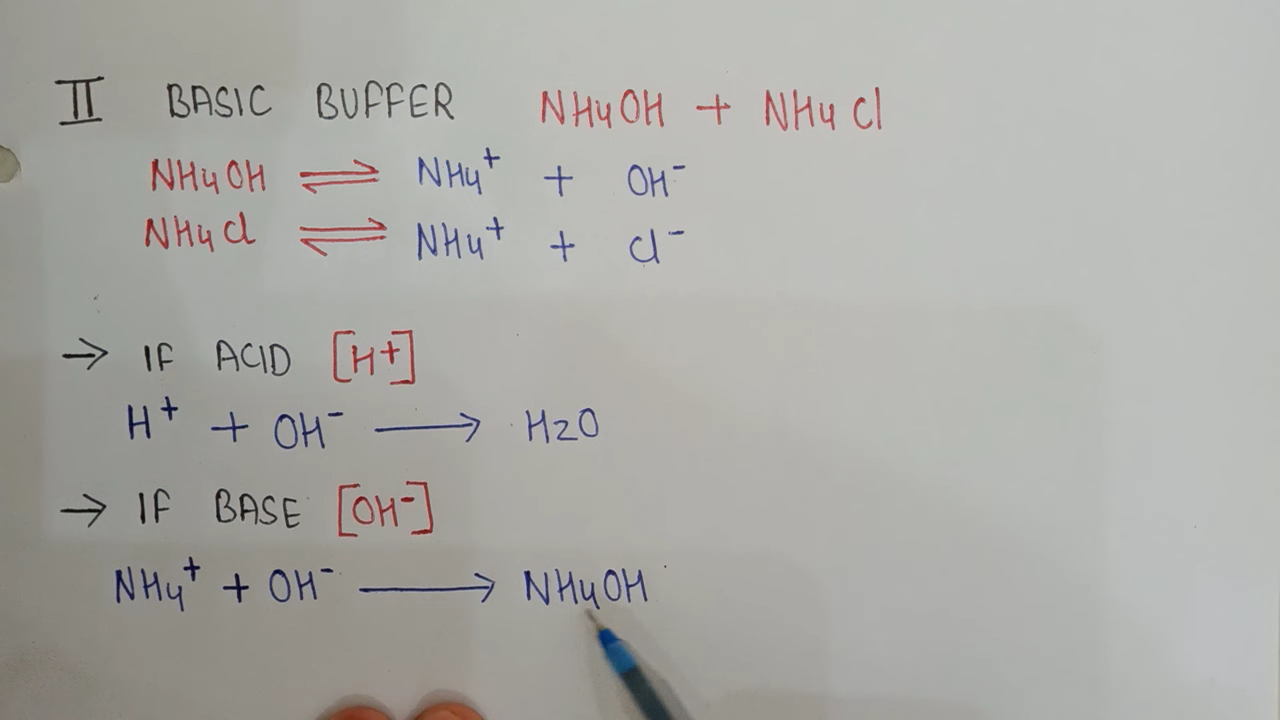 II BASIC BUFFER NH4OH + NH4Cl
NH4OH ⇌ NH4+ + OH-
NH4Cl ⇌ NH4+ + Cl-
→ IF ACID [H+]
H+ + OH- ⟶ H2O
→ IF BASE [OH-]
NH4+ + OH- ⟶ NH4OH